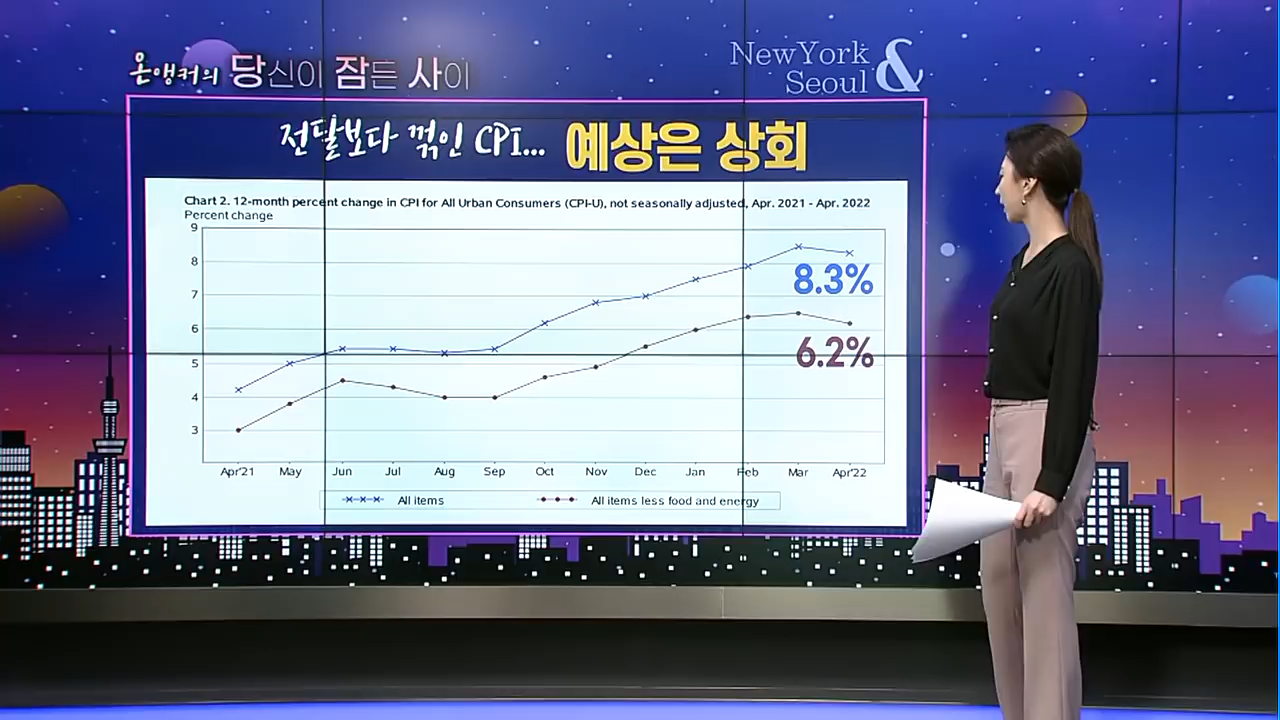 온앵커의 당신이 잠든 사이
NewYork
Seoul &
전달보다 꺾인 CPI... 예상은 상회
Chart 2. 12-month percent change in CPI for All Urban Consumers (CPI-U), not seasonally adjusted, Apr. 2021 - Apr. 2022
Percent change
9
8
7
6
5
4
3
8.3%
6.2%
Apr'21 May Jun Jul Aug Sep Oct Nov Dec Jan Feb Mar Apr'22
All items All items less food and energy